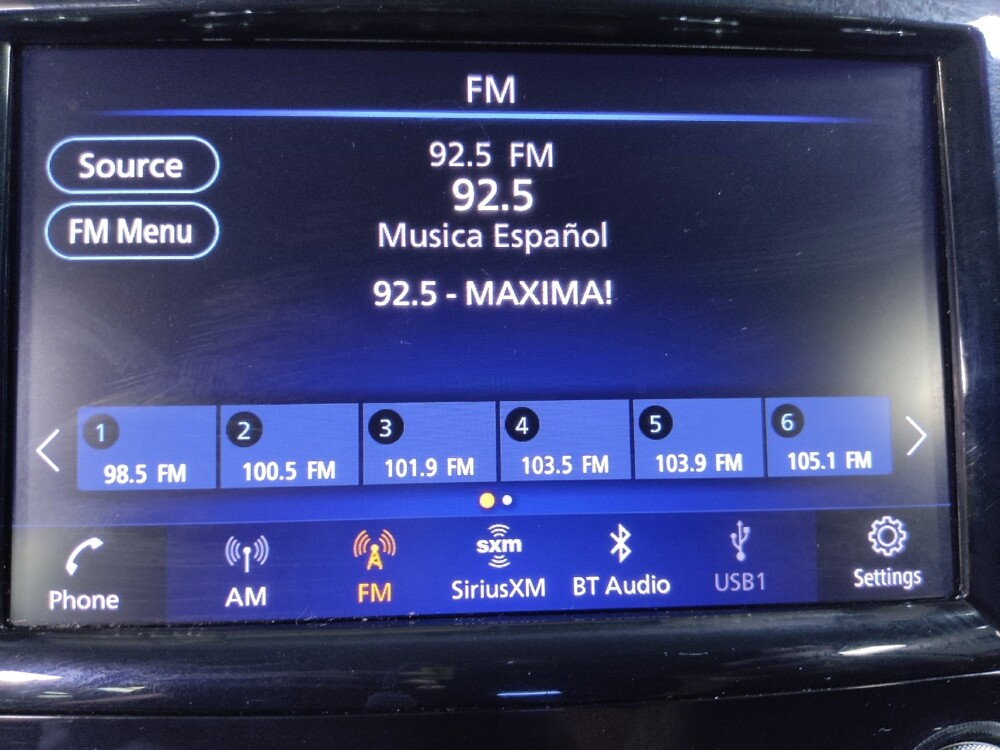 FM
Source
FM Menu
92.5 FM
92.5
Musica Español
92.5 - MAXIMA!
1
98.5 FM
2
100.5 FM
3
101.9 FM
4
103.5 FM
5
103.9 FM
6
105.1 FM
Phone
AM
FM
sxm
SiriusXM
BT Audio
USB1
Settings